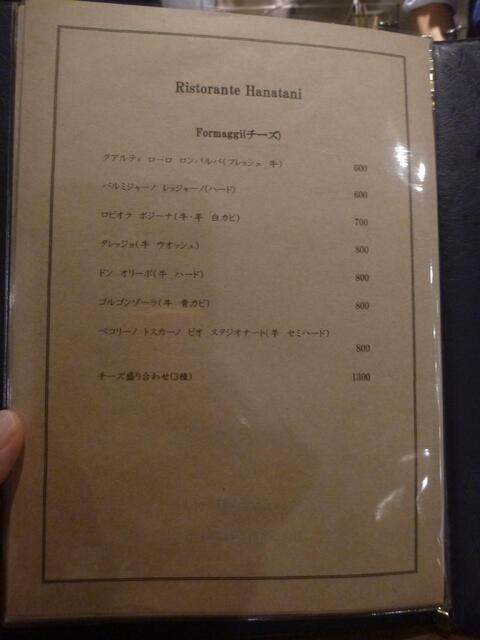 Ristorante Hanatani
Formaggi(チーズ)
クアルティ ローロ ロンバルバ(フレッシュ 牛) 600
パルミジャーノ レッジャーノ(ハード) 600
ロビオラ ボジーナ(牛・羊 白カビ) 700
タレッジョ(牛 ウオッシュ) 800
ドン オリーボ(牛 ハード) 800
ゴルゴンゾーラ(牛 青カビ) 800
ペコリーノ トスカーノ ビオ スタジオナート(羊 セミハード)
800
チーズ盛り合わせ(3種) 1300